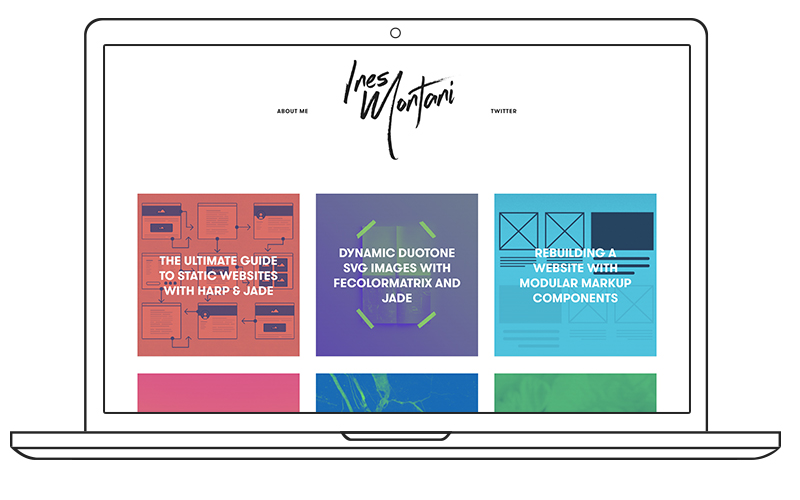 Ines
Montani
ABOUT ME
TWITTER
THE ULTIMATE GUIDE
TO STATIC WEBSITES
WITH HARP & JADE
DYNAMIC DUOTONE
SVG IMAGES WITH
FECOLORMATRIX AND
JADE
REBUILDING A
WEBSITE WITH
MODULAR MARKUP
COMPONENTS